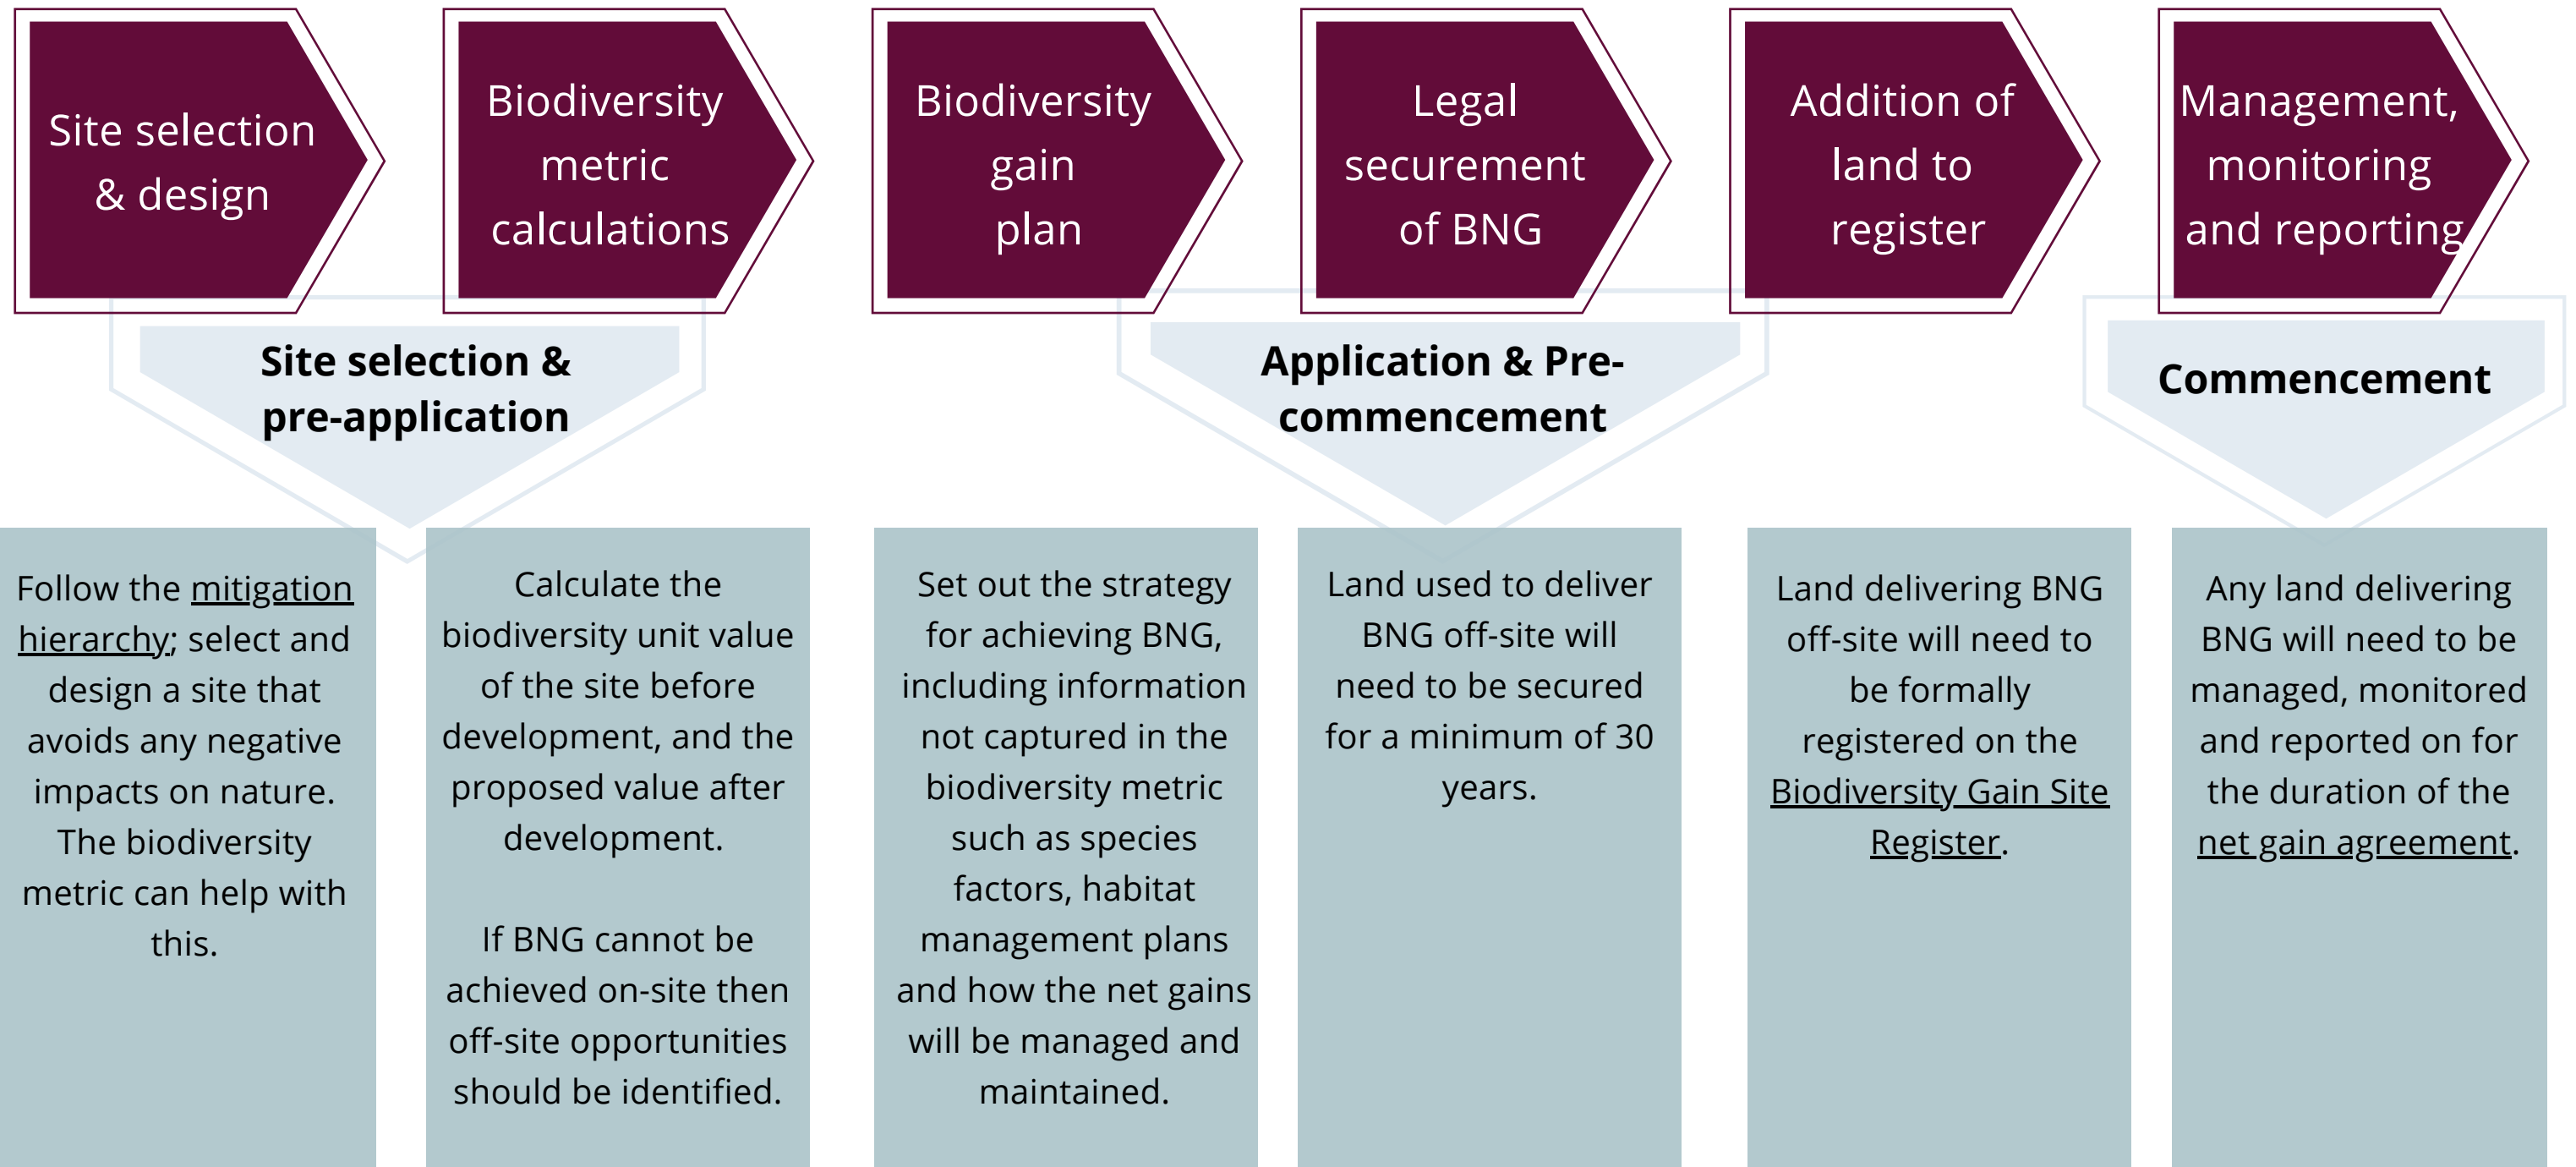 Site selection
& design
Biodiversity
metric
calculations
Biodiversity
gain
plan
Legal
securement
of BNG
Addition of
land to
register
Management,
monitoring
and reporting
Site selection &
pre-application
Application & Pre-
commencement
Commencement
Follow the mitigation
hierarchy; select and
design a site that
avoids any negative
impacts on nature.
The biodiversity
metric can help with
this.
Calculate the
biodiversity unit value
of the site before
development, and the
proposed value after
development.
If BNG cannot be
achieved on-site then
off-site opportunities
should be identified.
Set out the strategy
for achieving BNG,
including information
not captured in the
biodiversity metric
such as species
factors, habitat
management plans
and how the net gains
will be managed and
maintained.
Land used to deliver
BNG off-site will
need to be secured
for a minimum of 30
years.
Land delivering BNG
off-site will need to
be formally
registered on the
Biodiversity Gain Site
Register.
Any land delivering
BNG will need to be
managed, monitored
and reported on for
the duration of the
net gain agreement.